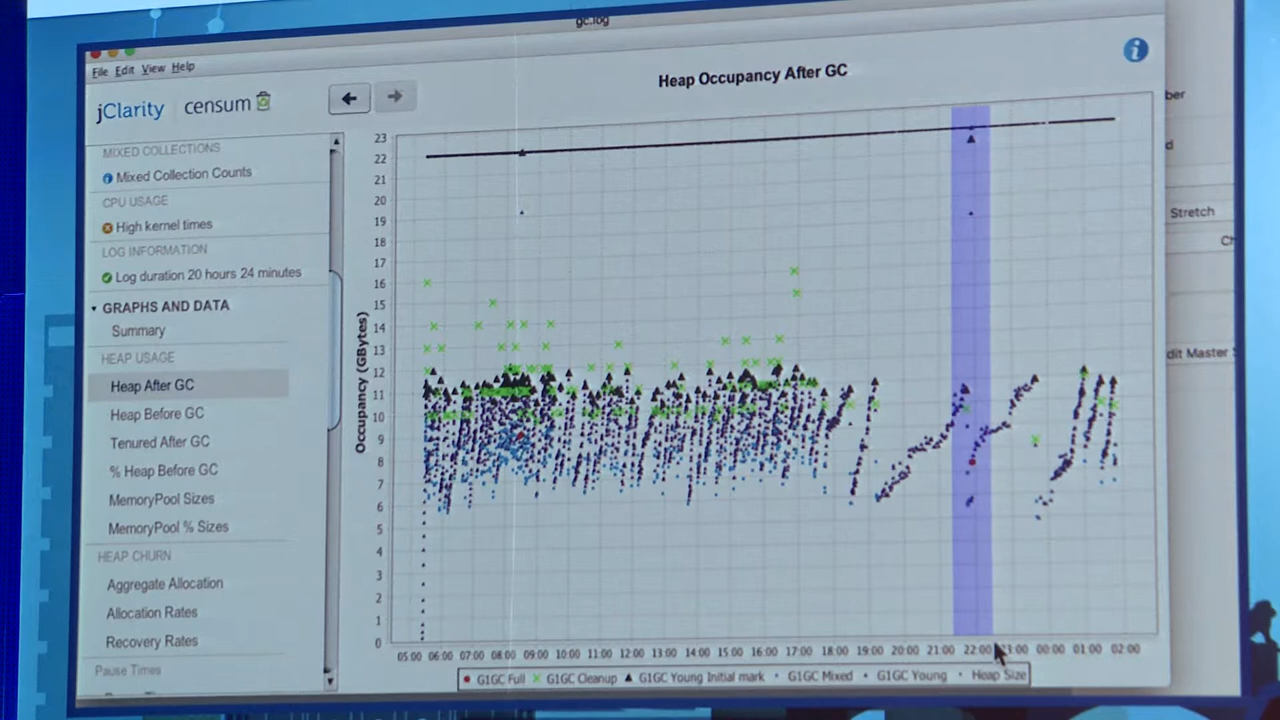 gc.log
File Edit View Help
jClarity censum
MIXED COLLECTIONS
Mixed Collection Counts
CPU USAGE
High kernel times
LOG INFORMATION
Log duration 20 hours 24 minutes
GRAPHS AND DATA
Summary
HEAP USAGE
Heap After GC
Heap Before GC
Tenured After GC
% Heap Before GC
MemoryPool Sizes
MemoryPool % Sizes
HEAP CHURN
Aggregate Allocation
Allocation Rates
Recovery Rates
Pause Times
Heap Occupancy After GC
i
Occupancy (GBytes)
23
22
21
20
19
18
17
16
15
14
13
12
11
10
9
8
7
6
5
4
3
2
1
0
05:00 06:00 07:00 08:00 09:00 10:00 11:00 12:00 13:00 14:00 15:00 16:00 17:00 18:00 19:00 20:00 21:00 22:00 23:00 00:00 01:00 02:00
G1GC Full G1GC Cleanup G1GC Young Initial mark G1GC Mixed G1GC Young Heap Size
ber
d
Stretch
Ch
dit Master